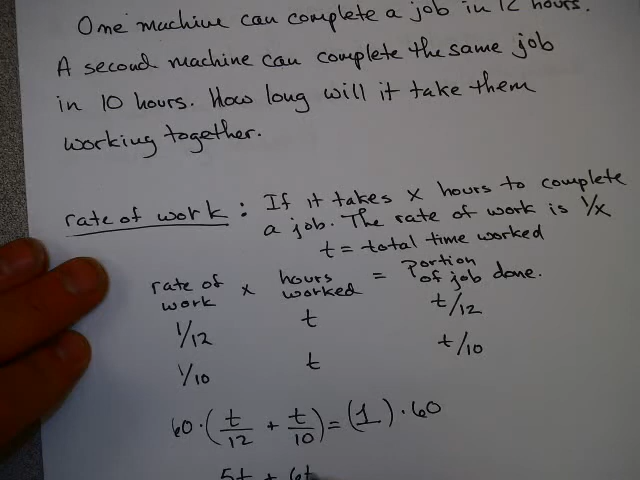 One machine can complete a job in 12 hours.
A second machine can complete the same job
in 10 hours. How long will it take them
working together.
rate of work : If it takes x hours to complete
a job. The rate of work is 1/x
t = total time worked
rate of work x hours worked = Portion of job done.
1/12 t t/12
1/10 t t/10
60 · (t/12 + t/10) = (1) · 60
5t + 6t